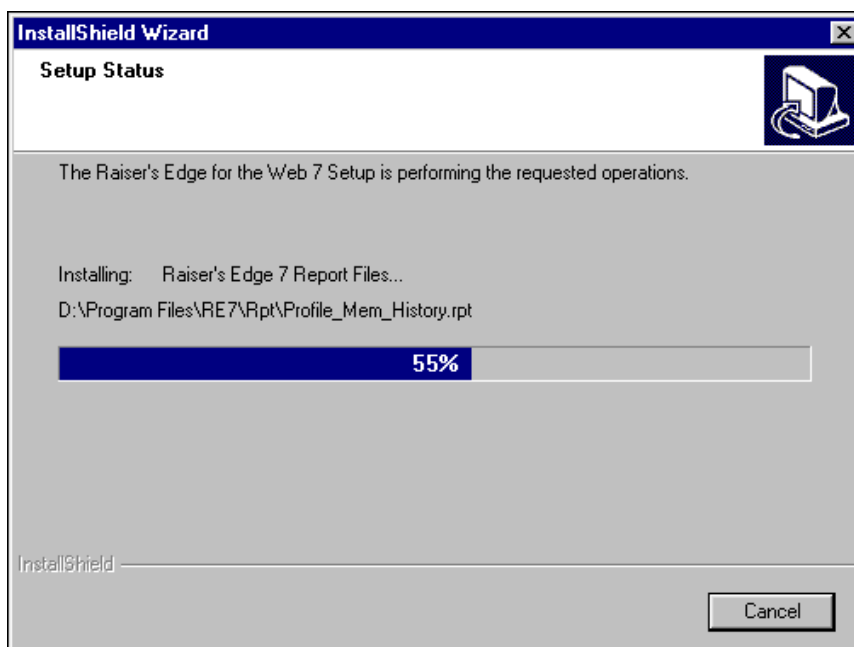 InstallShield Wizard
Setup Status
The Raiser's Edge for the Web 7 Setup is performing the requested operations.
Installing: Raiser's Edge 7 Report Files...
D:\Program Files\RE7\Rpt\Profile_Mem_History.rpt
55%
InstallShield
Cancel